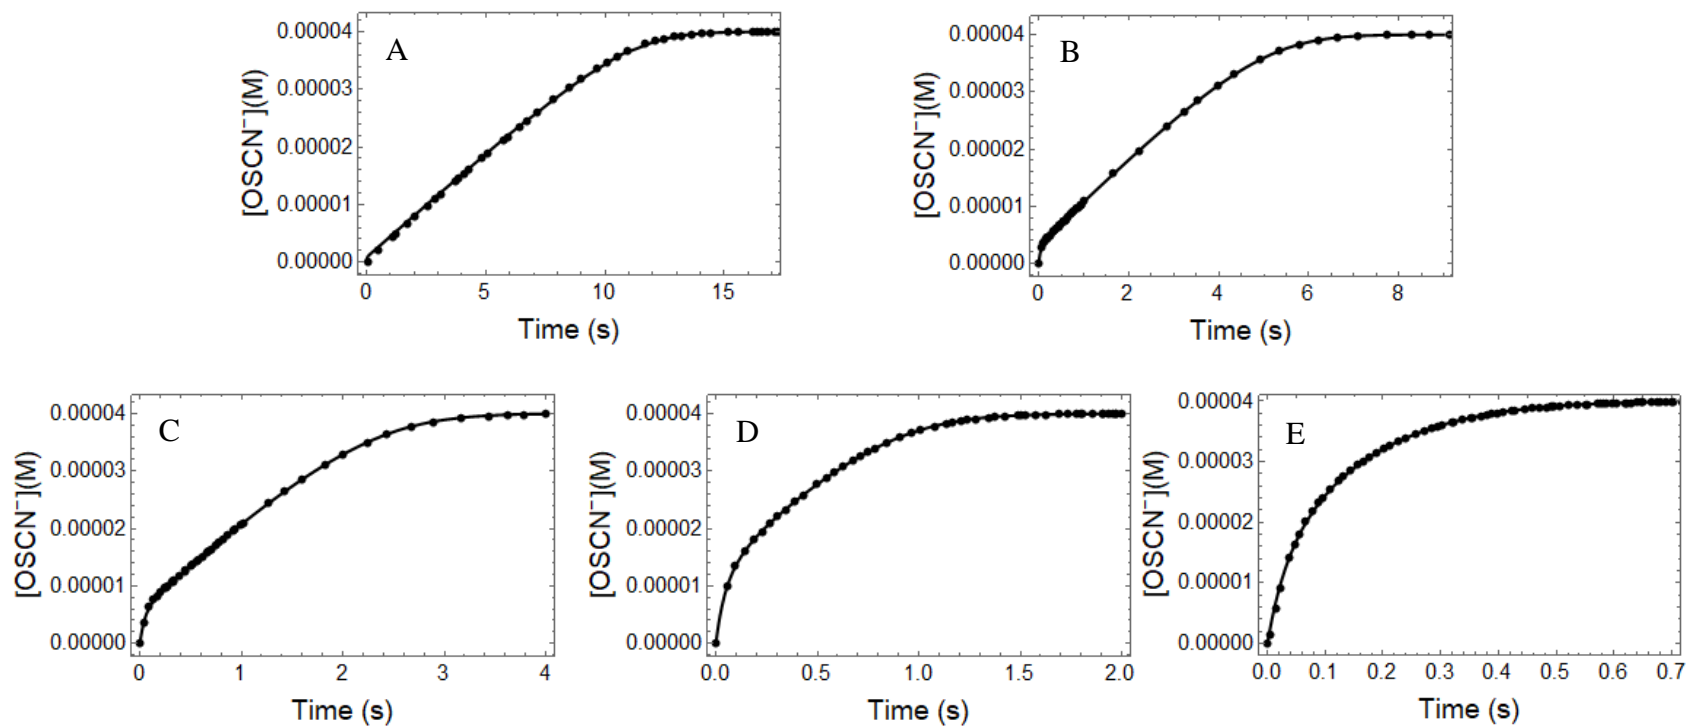 A
[OSCN⁻](M)
0.00004
0.00003
0.00002
0.00001
0.00000
0 5 10 15
Time (s)
B
[OSCN⁻](M)
0.00004
0.00003
0.00002
0.00001
0.00000
0 2 4 6 8
Time (s)
C
[OSCN⁻](M)
0.00004
0.00003
0.00002
0.00001
0.00000
0 1 2 3 4
Time (s)
D
[OSCN⁻](M)
0.00004
0.00003
0.00002
0.00001
0.00000
0.0 0.5 1.0 1.5 2.0
Time (s)
E
[OSCN⁻](M)
0.00004
0.00003
0.00002
0.00001
0.00000
0.0 0.1 0.2 0.3 0.4 0.5 0.6 0.7
Time (s)